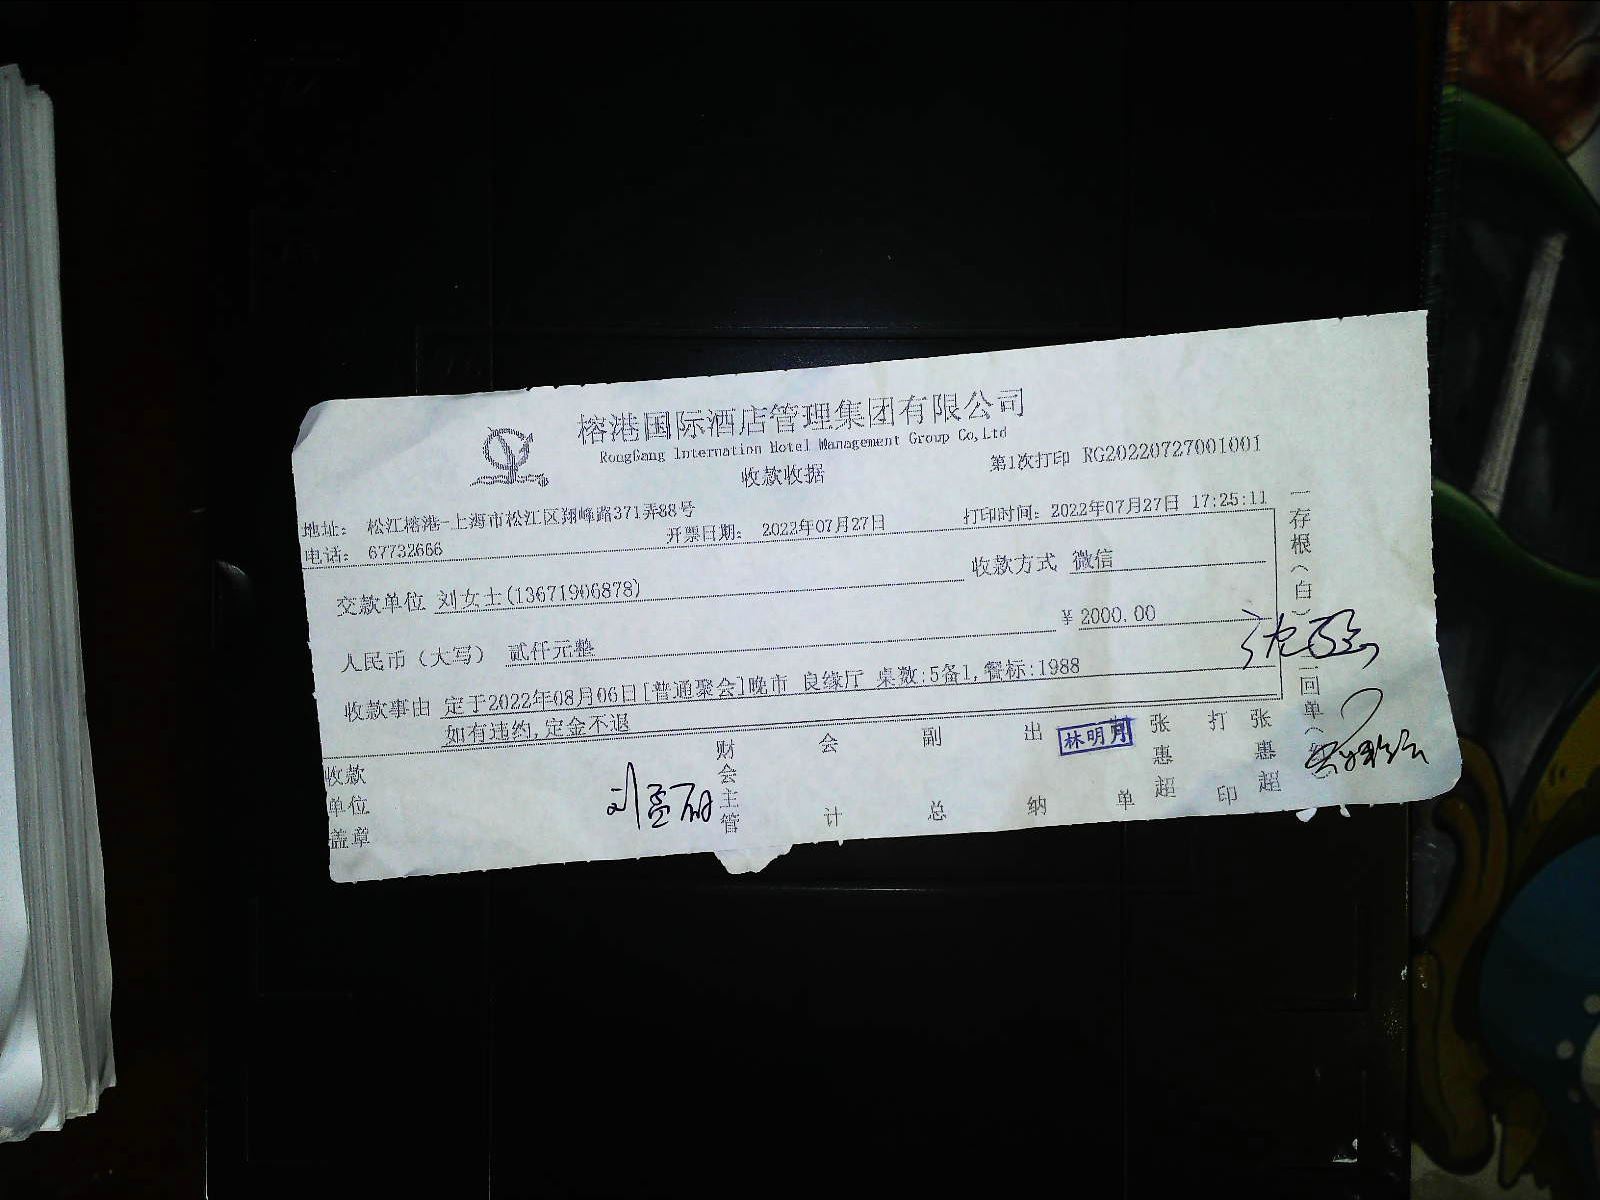 榕港国际酒店管理集团有限公司
RongGang Internation Hotel Management Group Co,Ltd
收款收据
第1次打印 RG20220727001001
地址： 松江榕港-上海市松江区翔峰路371弄88号
电话： 67732666
开票日期： 2022年07月27日
打印时间： 2022年07月27日 17:25:11
交款单位 刘女士(13671906878)
收款方式 微信
人民币（大写） 贰仟元整
¥ 2000.00
收款事由 定于2022年08月06日[普通聚会]晚市 良缘厅 桌数:5备1,餐标:1988
如有违约,定金不退
收款单位盖章
财会主管
会计
副总
出纳
林明月
单
张惠超
打印
张惠超
一存根（白）
二回单（